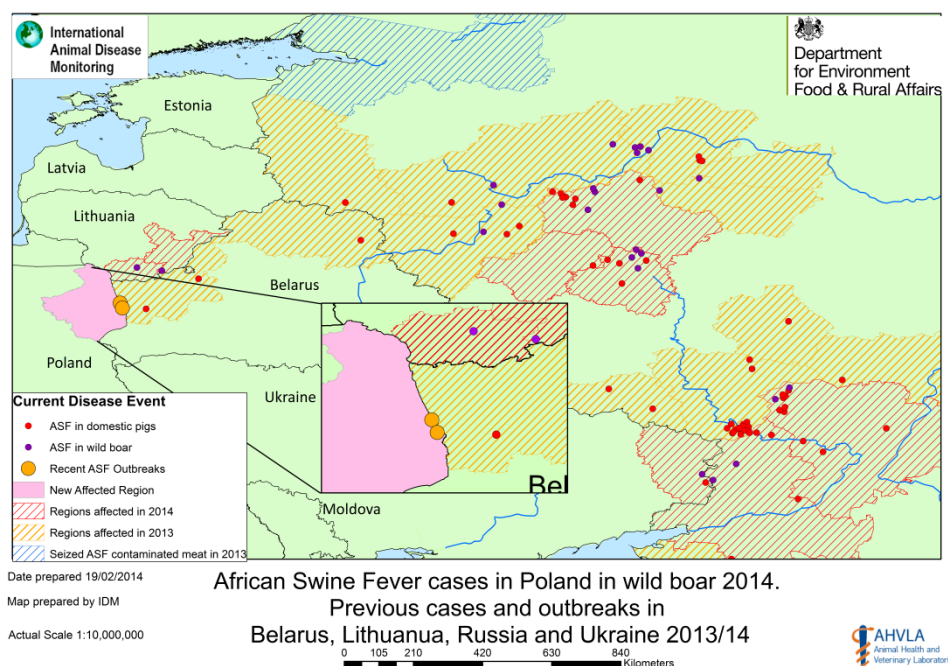 International
Animal Disease
Monitoring
Department
for Environment
Food & Rural Affairs
Estonia
Latvia
Lithuania
Belarus
Poland
Ukraine
Bel
Moldova
Current Disease Event
ASF in domestic pigs
ASF in wild boar
Recent ASF Outbreaks
New Affected Region
Regions affected in 2014
Regions affected in 2013
Seized ASF contaminated meat in 2013
Date prepared 19/02/2014
Map prepared by IDM
Actual Scale 1:10,000,000
African Swine Fever cases in Poland in wild boar 2014.
Previous cases and outbreaks in
Belarus, Lithuanua, Russia and Ukraine 2013/14
0 105 210 420 630 840
Kilometers
AHVLA
Animal Health and
Veterinary Laborator